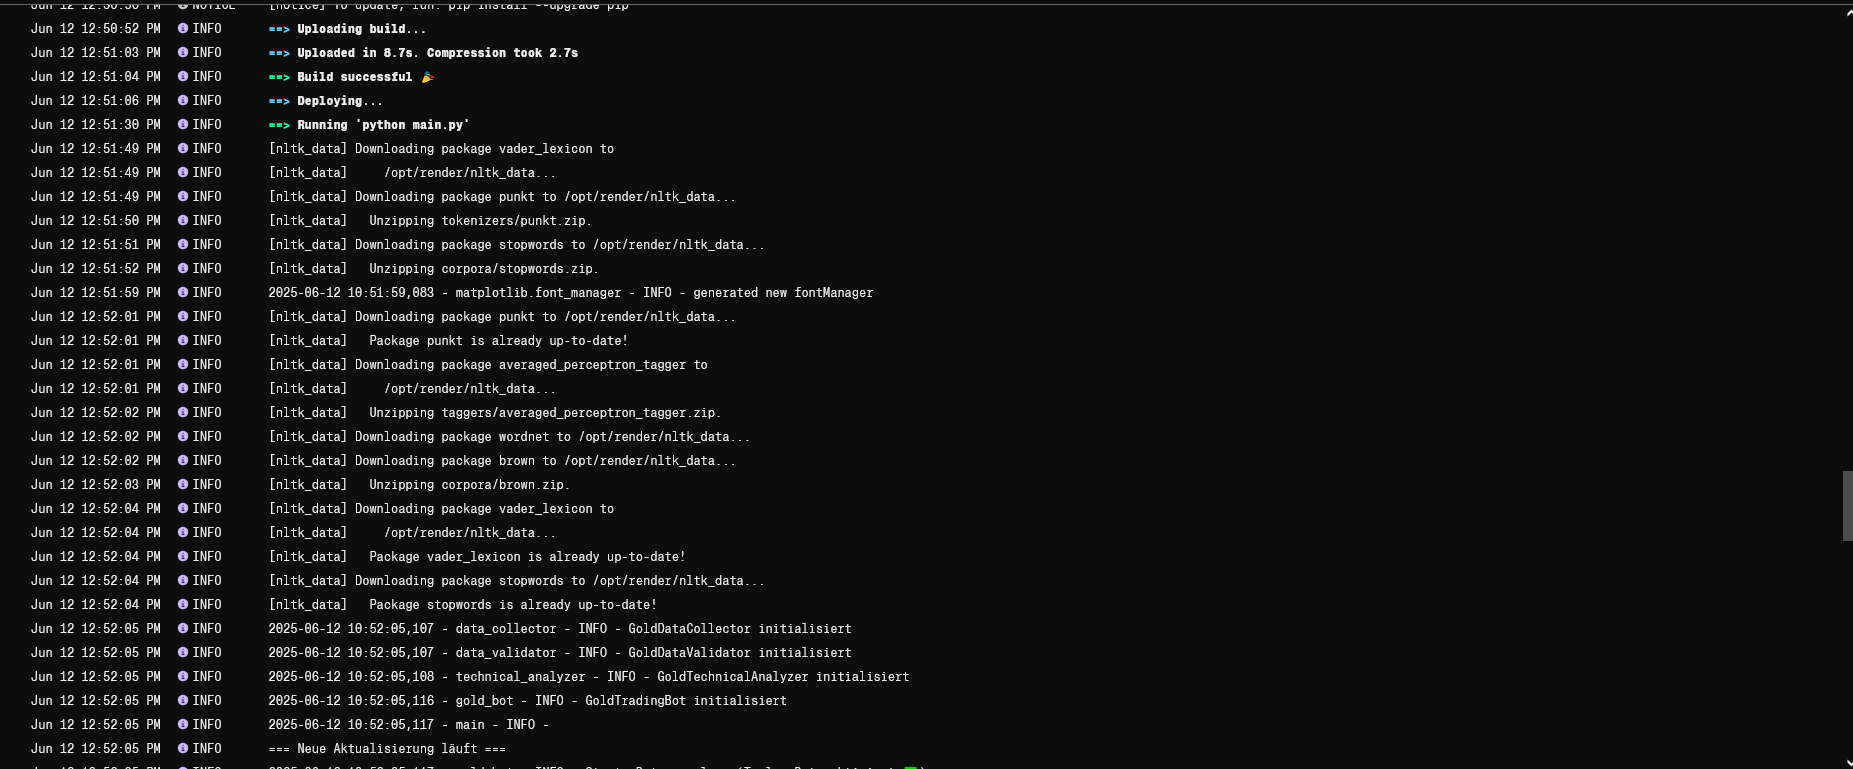 Jun 12 12:50:52 PM INFO ==> Uploading build...
Jun 12 12:51:03 PM INFO ==> Uploaded in 8.7s. Compression took 2.7s
Jun 12 12:51:04 PM INFO ==> Build successful 🎉
Jun 12 12:51:06 PM INFO ==> Deploying...
Jun 12 12:51:30 PM INFO ==> Running 'python main.py'
Jun 12 12:51:49 PM INFO [nltk_data] Downloading package vader_lexicon to
Jun 12 12:51:49 PM INFO [nltk_data]     /opt/render/nltk_data...
Jun 12 12:51:49 PM INFO [nltk_data] Downloading package punkt to /opt/render/nltk_data...
Jun 12 12:51:50 PM INFO [nltk_data]   Unzipping tokenizers/punkt.zip.
Jun 12 12:51:51 PM INFO [nltk_data] Downloading package stopwords to /opt/render/nltk_data...
Jun 12 12:51:52 PM INFO [nltk_data]   Unzipping corpora/stopwords.zip.
Jun 12 12:51:59 PM INFO 2025-06-12 10:51:59,083 - matplotlib.font_manager - INFO - generated new fontManager
Jun 12 12:52:01 PM INFO [nltk_data] Downloading package punkt to /opt/render/nltk_data...
Jun 12 12:52:01 PM INFO [nltk_data]   Package punkt is already up-to-date!
Jun 12 12:52:01 PM INFO [nltk_data] Downloading package averaged_perceptron_tagger to
Jun 12 12:52:01 PM INFO [nltk_data]     /opt/render/nltk_data...
Jun 12 12:52:02 PM INFO [nltk_data]   Unzipping taggers/averaged_perceptron_tagger.zip.
Jun 12 12:52:02 PM INFO [nltk_data] Downloading package wordnet to /opt/render/nltk_data...
Jun 12 12:52:02 PM INFO [nltk_data] Downloading package brown to /opt/render/nltk_data...
Jun 12 12:52:03 PM INFO [nltk_data]   Unzipping corpora/brown.zip.
Jun 12 12:52:04 PM INFO [nltk_data] Downloading package vader_lexicon to
Jun 12 12:52:04 PM INFO [nltk_data]     /opt/render/nltk_data...
Jun 12 12:52:04 PM INFO [nltk_data]   Package vader_lexicon is already up-to-date!
Jun 12 12:52:04 PM INFO [nltk_data] Downloading package stopwords to /opt/render/nltk_data...
Jun 12 12:52:04 PM INFO [nltk_data]   Package stopwords is already up-to-date!
Jun 12 12:52:05 PM INFO 2025-06-12 10:52:05,107 - data_collector - INFO - GoldDataCollector initialisiert
Jun 12 12:52:05 PM INFO 2025-06-12 10:52:05,107 - data_validator - INFO - GoldDataValidator initialisiert
Jun 12 12:52:05 PM INFO 2025-06-12 10:52:05,108 - technical_analyzer - INFO - GoldTechnicalAnalyzer initialisiert
Jun 12 12:52:05 PM INFO 2025-06-12 10:52:05,116 - gold_bot - INFO - GoldTradingBot initialisiert
Jun 12 12:52:05 PM INFO 2025-06-12 10:52:05,117 - main - INFO -
Jun 12 12:52:05 PM INFO === Neue Aktualisierung läuft ===